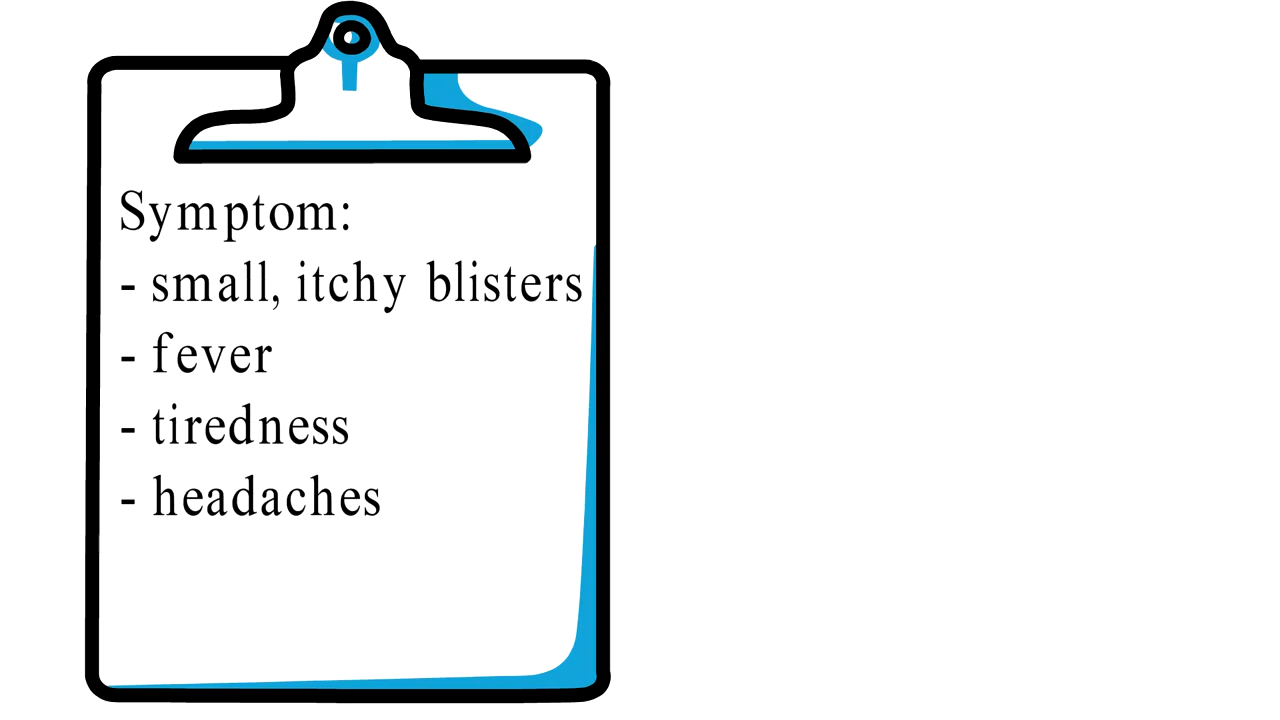 Symptom:
- small, itchy blisters
- fever
- tiredness
- headaches